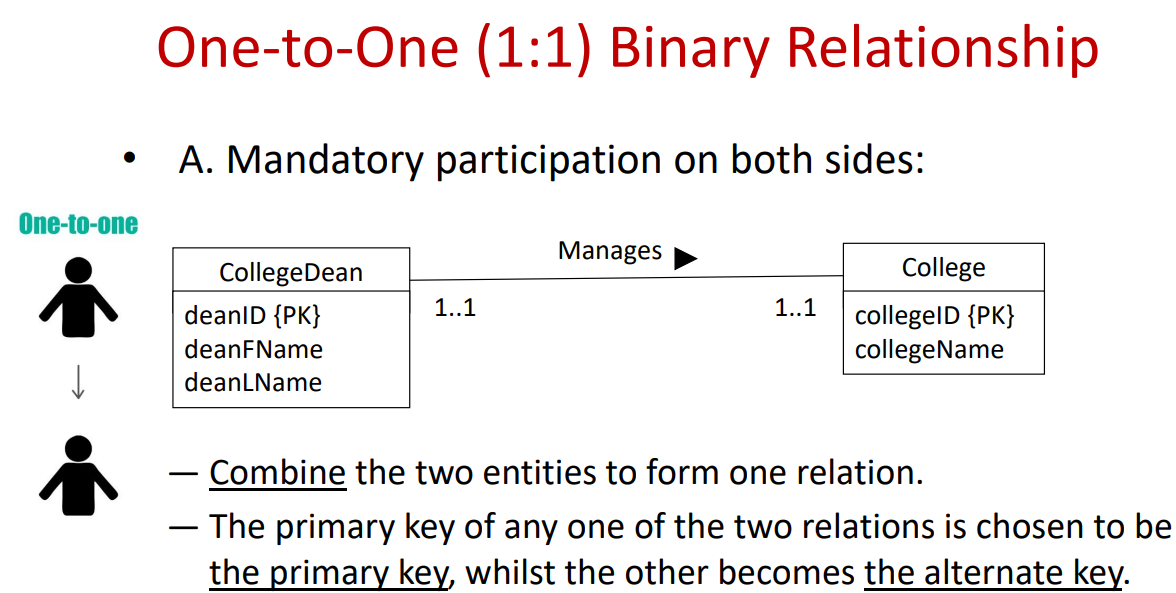 One-to-One (1:1) Binary Relationship
• A. Mandatory participation on both sides:
One-to-one
Manages
CollegeDean
College
1..1
1..1
deanID {PK}
deanFName
deanLName
collegeID {PK}
collegeName
— Combine the two entities to form one relation.
— The primary key of any one of the two relations is chosen to be
the primary key, whilst the other becomes the alternate key.